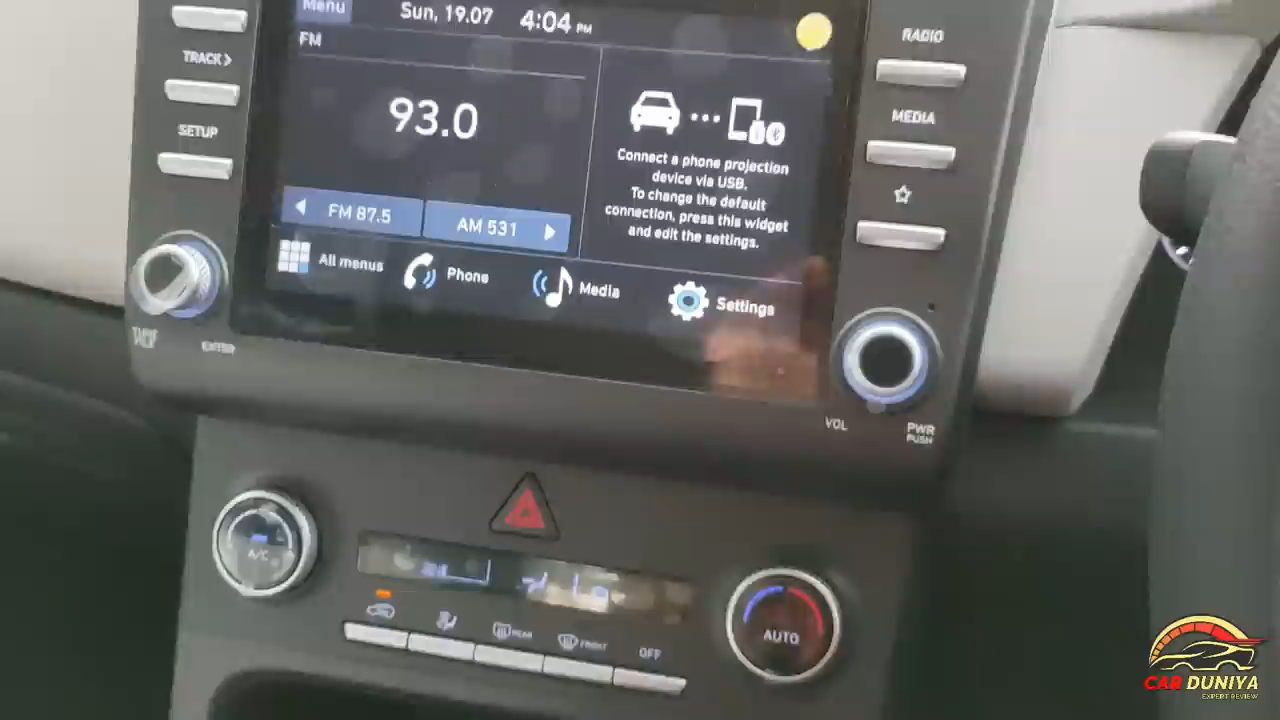 Menu
Sun, 19.07
4:04 PM
FM
93.0
FM 87.5
AM 531
Connect a phone projection
device via USB.
To change the default
connection, press this widget
and edit the settings.
All menus
Phone
Media
Settings
TRACK
SETUP
ENTER
RADIO
MEDIA
VOL
PWR
PUSH
A/C
REAR
FRONT
OFF
AUTO
CAR DUNIYA
EXPERT REVIEW